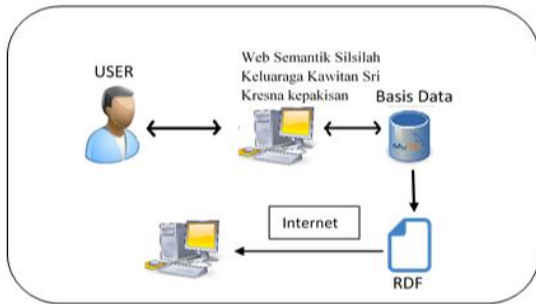 USER
Web Semantik Silsilah
Keluaraga Kawitan Sri
Kresna kepakisan
Basis Data
Internet
RDF